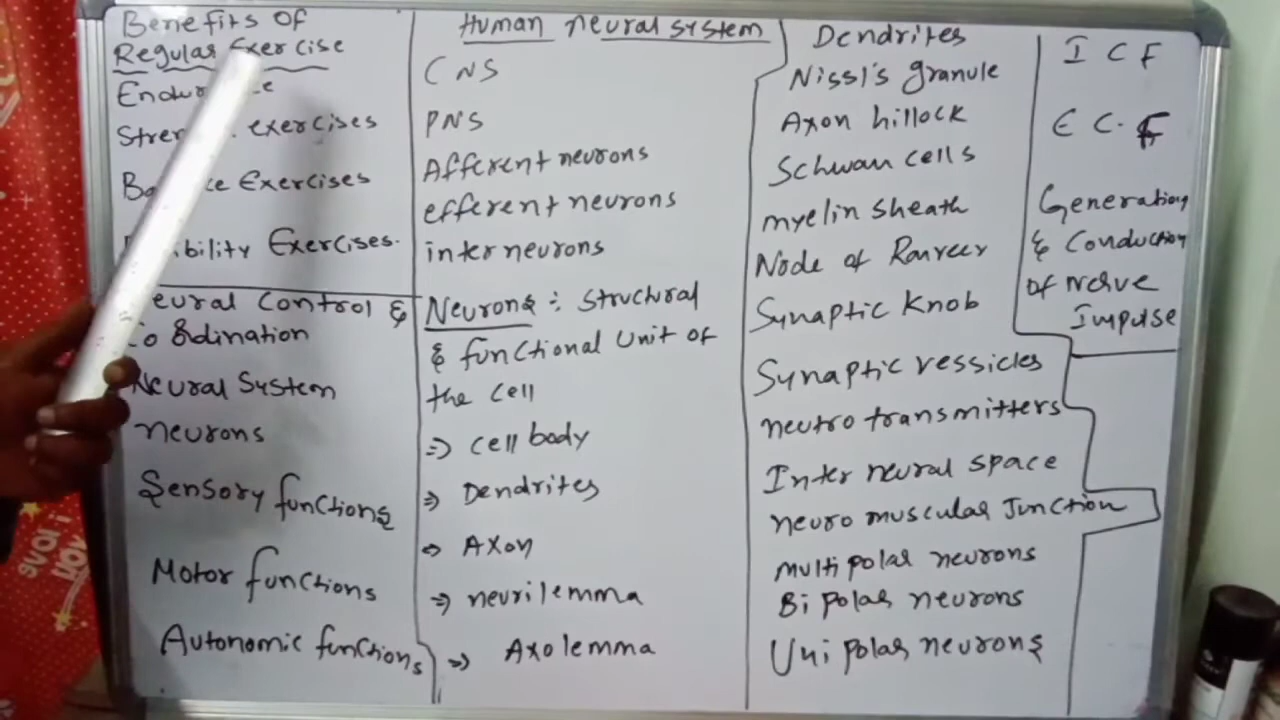 Benefits Of
Regular Exercise
exercises
Exercises
Exercises.
Neural Control &
Co ordination
Neural System
neurons
Sensory functions
Motor functions
Autonomic functions
Human neural system
CNS
PNS
Afferent neurons
efferent neurons
inter neurons
Neurons :- Structural
& functional Unit of
the cell
=> Cell body
=> Dendrites
=> Axon
=> neurilemma
=> Axolemma
Dendrites
Nissl's granule
Axon hillock
Schwan cells
myelin sheath
Node of Ranveer
Synaptic Knob
Synaptic vessicles
neutro transmitters
Inter neural space
neuro muscular Junction
multi polar neurons
Bi polar neurons
Uni polar neurons
I C F
E C. F
Generation
& Conduction
of nerve
Impulse